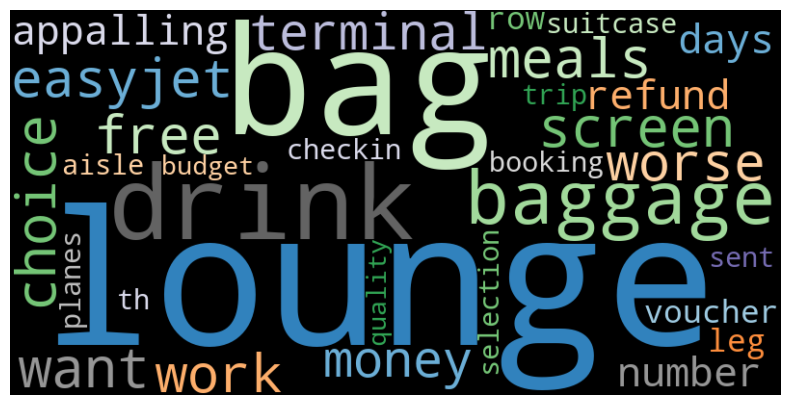 appalling
terminal
row
suitcase
days
easyjet
bag
meals
trip
refund
free
screen
checkin
aisle
budget
booking
worse
choice
drink
baggage
planes
lounge
th
quality
selection
sent
voucher
leg
want
work
money
number